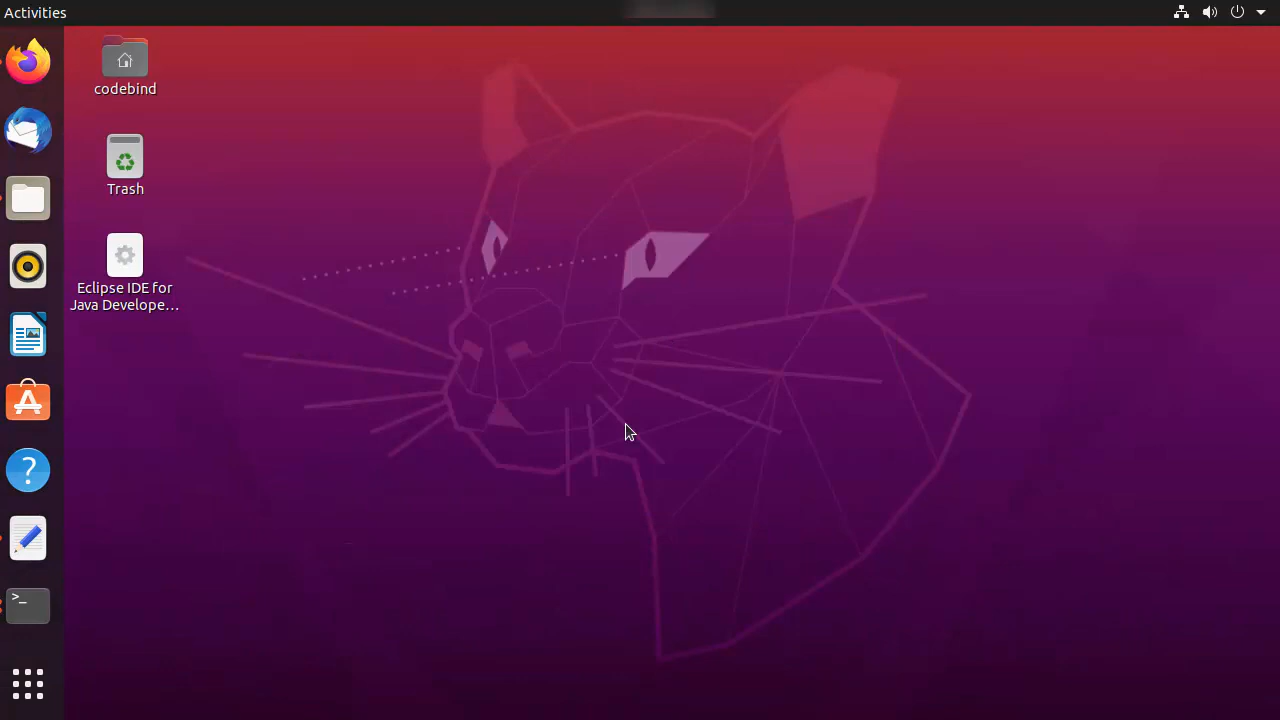 Activities
codebind
Trash
Eclipse IDE for
Java Develope…